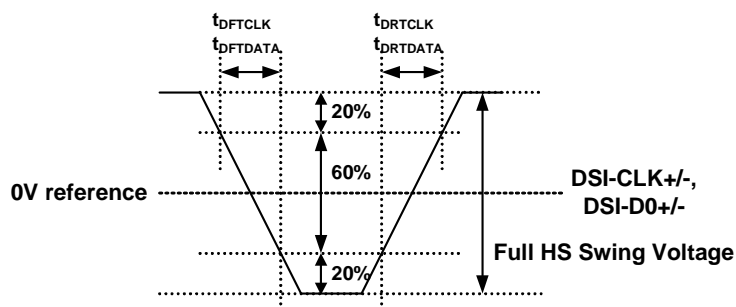 tDFTCLK
tDFTDATA
tDRTCLK
tDRTDATA
20%
60%
0V reference
DSI-CLK+/-,
DSI-D0+/-
Full HS Swing Voltage
20%